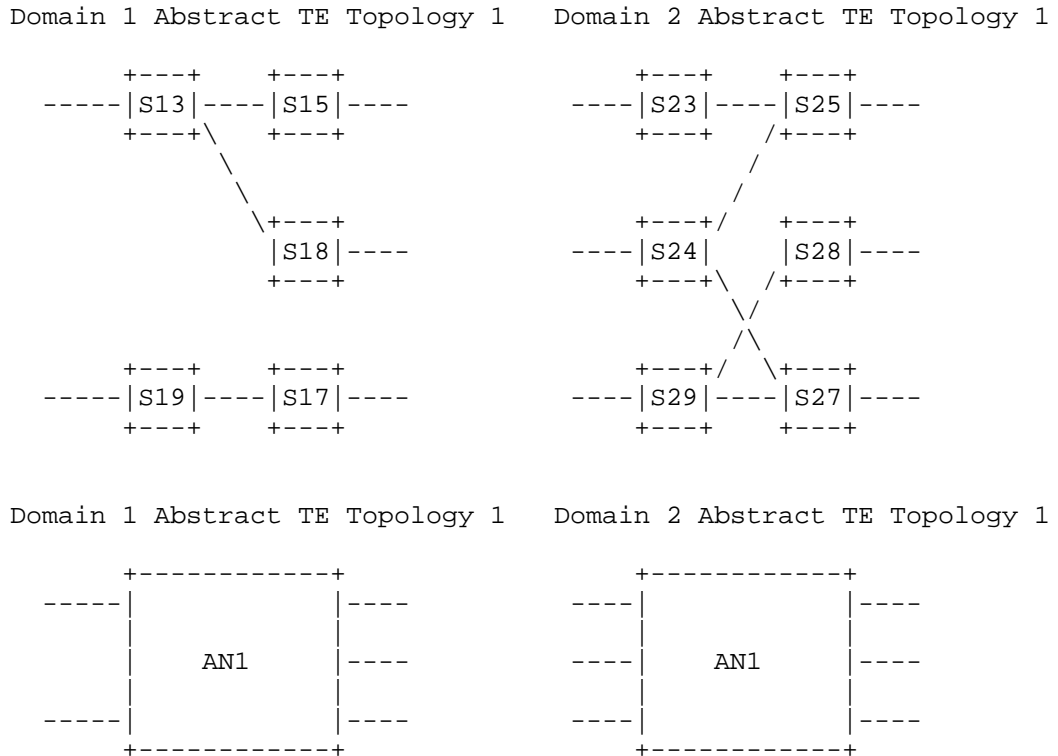 Domain 1 Abstract TE Topology 1 Domain 2 Abstract TE Topology 1
S13 S15 S23 S25
S18 S24 S28
S19 S17 S29 S27
Domain 1 Abstract TE Topology 1 Domain 2 Abstract TE Topology 1
AN1 AN1